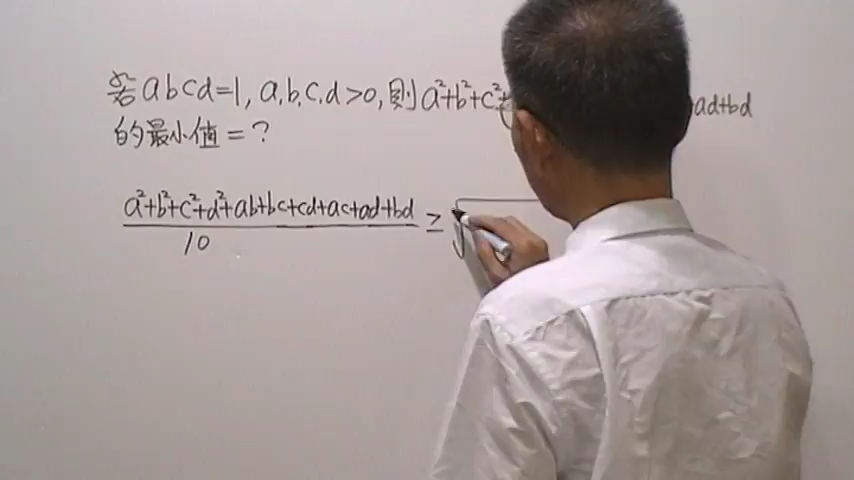 若abcd=1, a,b,c,d>0,則a²+b²+c²+ ad+bd
的最小值=?
a²+b²+c²+d²+ab+bc+cd+ac+ad+bd ≥ √
10